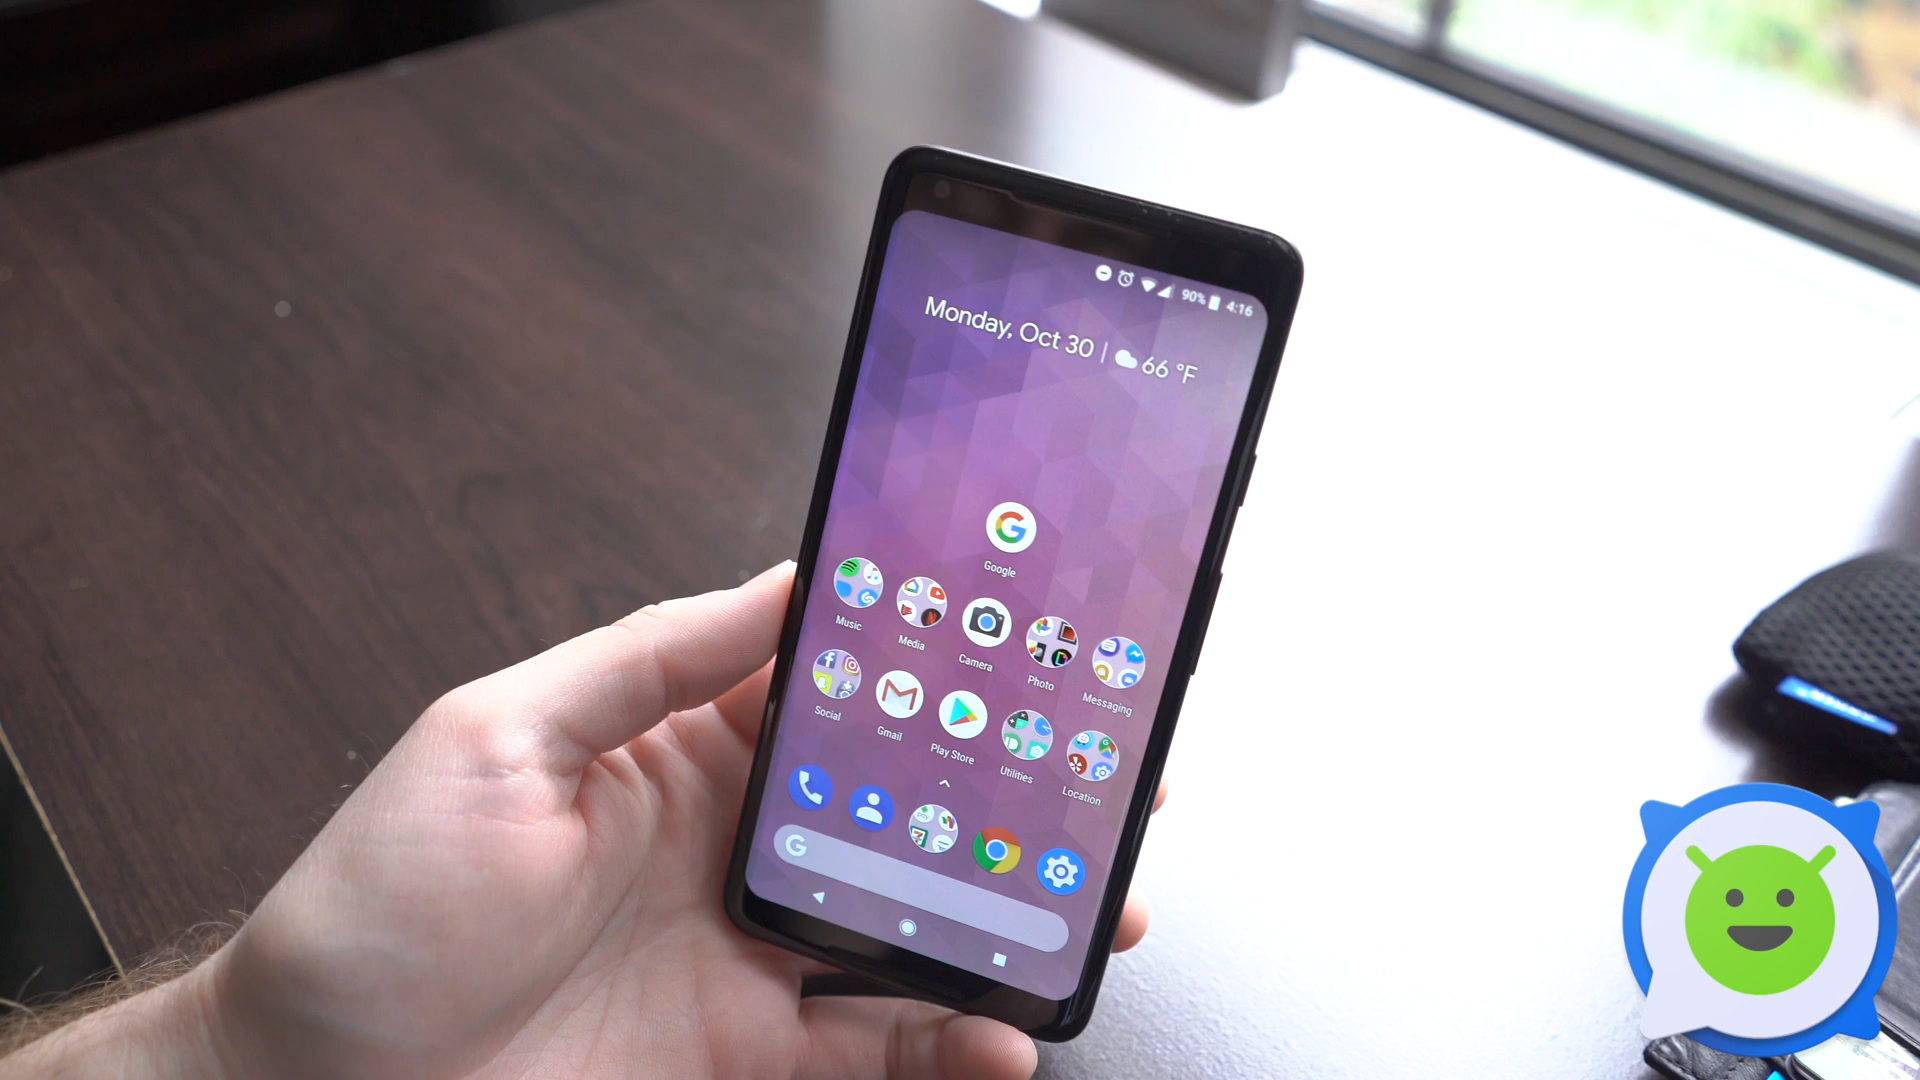 90% 4:16
Monday, Oct 30 | 66 °F
Google
Music Media Camera Photo Messaging
Social Gmail Play Store Utilities Location